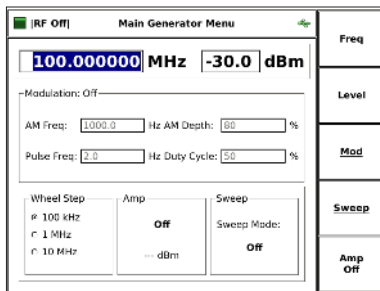 |RF Off| Main Generator Menu
100.000000 MHz -30.0 dBm
Modulation: Off
AM Freq: 1000.0 Hz AM Depth: 80 %
Pulse Freq: 2.0 Hz Duty Cycle: 50 %
Wheel Step
100 kHz
1 MHz
10 MHz
Amp
Off
--- dBm
Sweep
Sweep Mode:
Off
Freq
Level
Mod
Sweep
Amp
Off